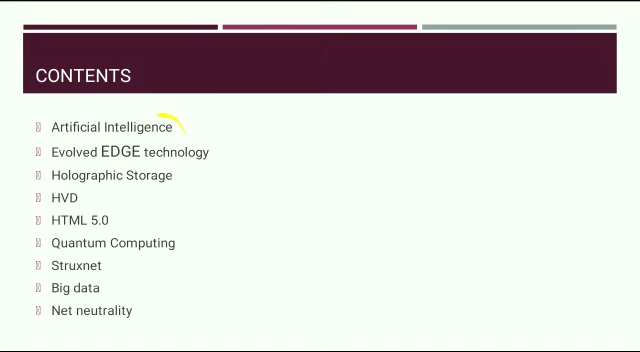 CONTENTS
Artificial Intelligence
Evolved EDGE technology
Holographic Storage
HVD
HTML 5.0
Quantum Computing
Struxnet
Big data
Net neutrality